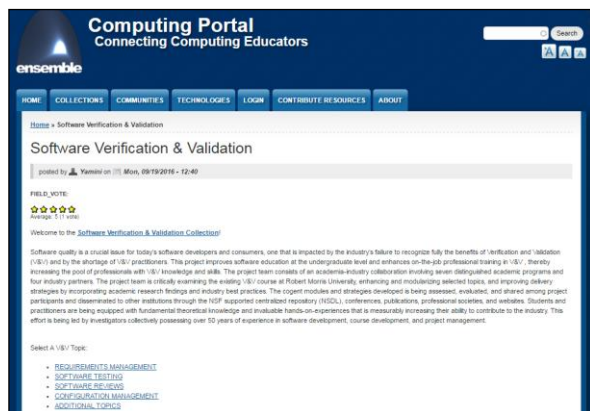 Computing Portal
Connecting Computing Educators
ensemble
Search
A A A
HOME COLLECTIONS COMMUNITIES TECHNOLOGIES LOGIN CONTRIBUTE RESOURCES ABOUT
Home » Software Verification & Validation
Software Verification & Validation
posted by Yamini on Mon, 09/19/2016 - 12:40
FIELD_VOTE:
Average: 5 (1 vote)
Welcome to the Software Verification & Validation Collection!
Software quality is a crucial issue for today's software developers and consumers, one that is impacted by the industry's failure to recognize fully the benefits of Verification and Validation
(V&V) and by the shortage of V&V practitioners. This project improves software education at the undergraduate level and enhances on-the-job professional training in V&V , thereby
increasing the pool of professionals with V&V knowledge and skills. The project team consists of an academia-industry collaboration involving seven distinguished academic programs and
four industry partners. The project team is critically examining the existing V&V course at Robert Morris University, enhancing and modularizing selected topics, and improving delivery
strategies by incorporating academic research findings and industry best practices. The cogent modules and strategies developed is being assessed, evaluated, and shared among project
participants and disseminated to other institutions through the NSF supported centralized repository (NSDL), conferences, publications, professional societies, and websites. Students and
practitioners are being equipped with fundamental theoretical knowledge and invaluable hands-on-experiences that is measurably increasing their ability to contribute to the industry. This
effort is being led by investigators collectively possessing over 50 years of experience in software development, course development, and project management.
Select A V&V Topic:
REQUIREMENTS MANAGEMENT
SOFTWARE TESTING
SOFTWARE REVIEWS
CONFIGURATION MANAGEMENT
ADDITIONAL TOPICS